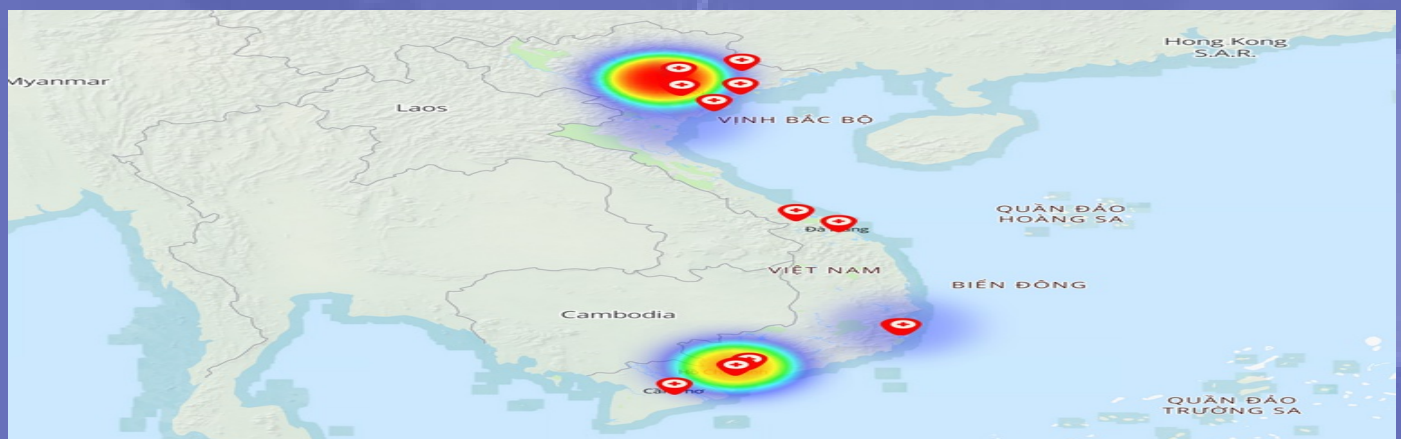 Hong Kong
S.A.R.
Myanmar
Laos
VỊNH BẮC BỘ
QUẦN ĐẢO
HOÀNG SA
Đà
VIỆT NAM
BIỂN ĐÔNG
Cambodia
QUẦN ĐẢO
TRƯỜNG SA